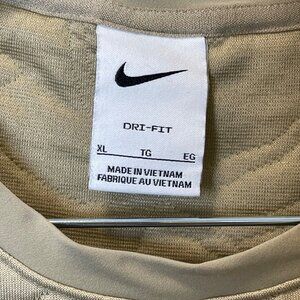 DRI-FIT
XL TG EG
MADE IN VIETNAM
FABRIQUE AU VIETNAM